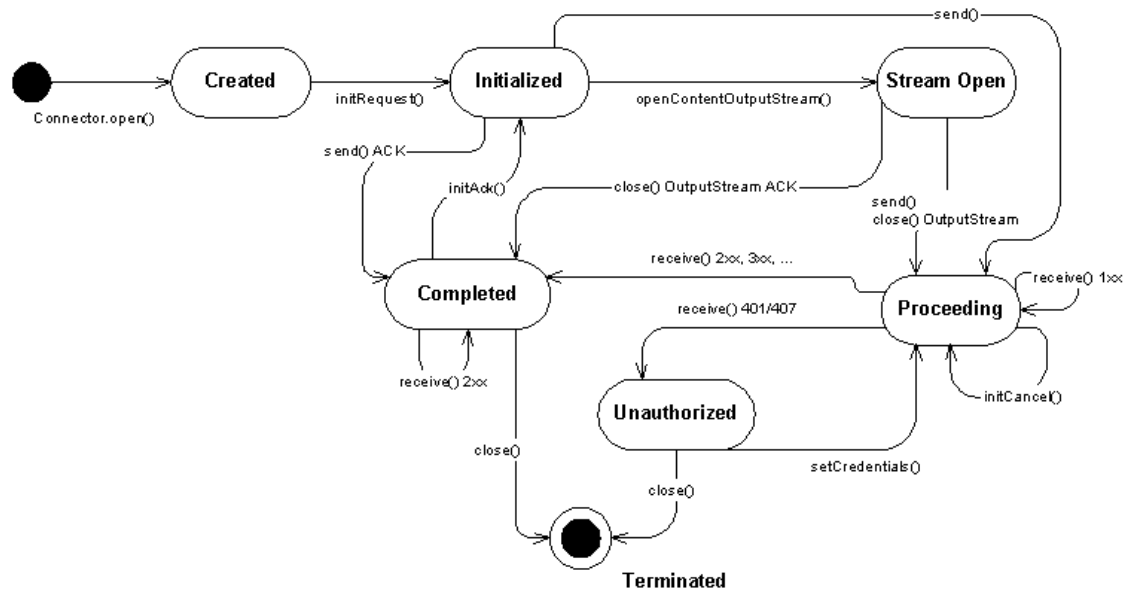 send()
Created
Initialized
Stream Open
initRequest()
openContentOutputStream()
Connector.open()
send() ACK
initAck()
close() OutputStream ACK
send()
close() OutputStream
receive() 2xx, 3xx, ...
receive() 1xx
Completed
Proceeding
receive() 401/407
receive() 2xx
initCancel()
Unauthorized
close()
setCredentials()
close()
Terminated